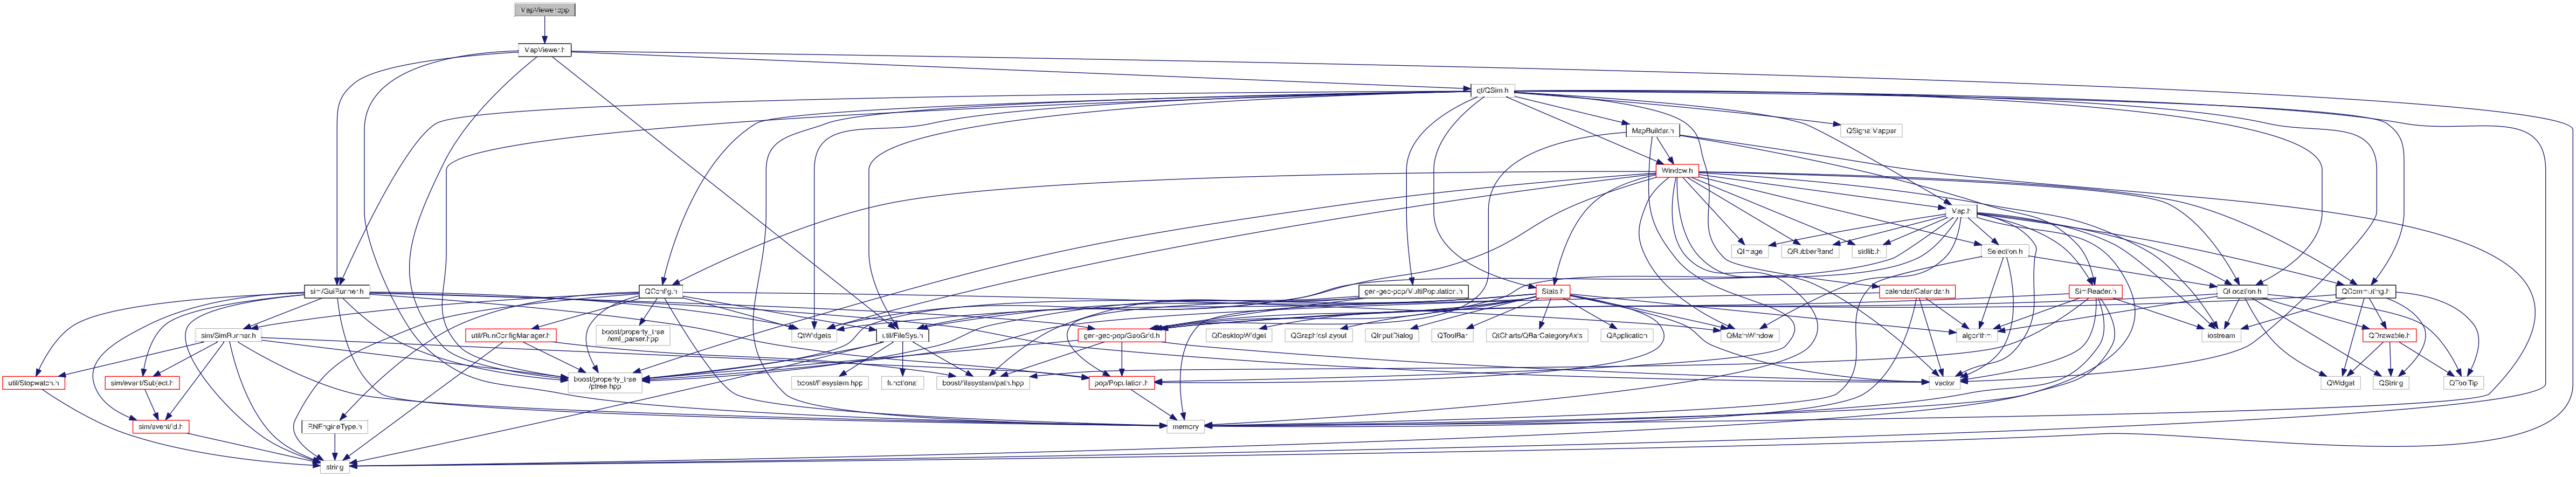 MapViewer.cpp
MapViewer.h
qt/QSim.h
MapBuilder.h
QSignalMapper
Window.h
Map.h
QImage
QRubberBand
stdlib.h
Selection.h
sim/GuiRunner.h
QConfig.h
geo-geo-pop/MultiPopulation.h
Stats.h
calendar/Calendar.h
SimReader.h
QLocation.h
QCommuting.h
sim/SimRunner.h
util/RunConfigManager.h
boost/property_tree
/xml_parser.hpp
QtWidgets
util/FileSys.h
gen-geo-pop/GeoGrid.h
QDesktopWidget
QGraphicsLayout
QInputDialog
QToolBar
QtCharts/QBarCategoryAxis
QApplication
QMainWindow
algorithm
iostream
QDrawable.h
util/Stopwatch.h
sim/event/Subject.h
boost/property_tree
/ptree.hpp
boost/filesystem.hpp
functional
boost/filesystem/path.hpp
pop/Population.h
vector
QWidget
QString
QToolTip
sim/event/Id.h
RNEngineType.h
memory
string